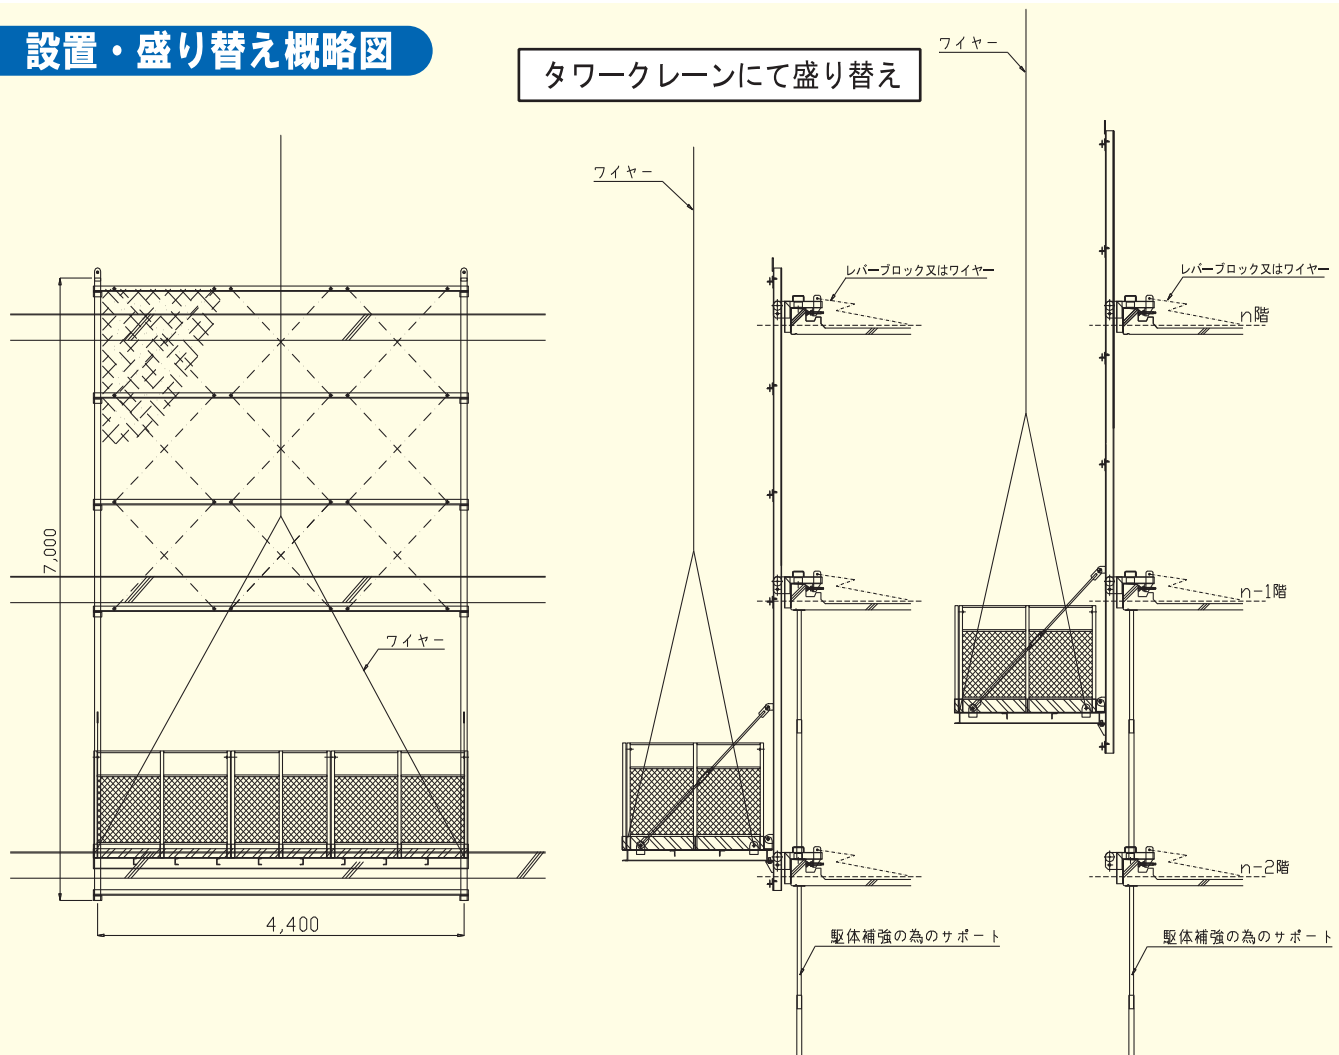 設置・盛り替え概略図
タワークレーンにて盛り替え
ワイヤー
ワイヤー
レバーブロック又はワイヤー
レバーブロック又はワイヤー
n階
7,000
n-1階
ワイヤー
n-2階
4,400
駆体補強の為のサポート
駆体補強の為のサポート